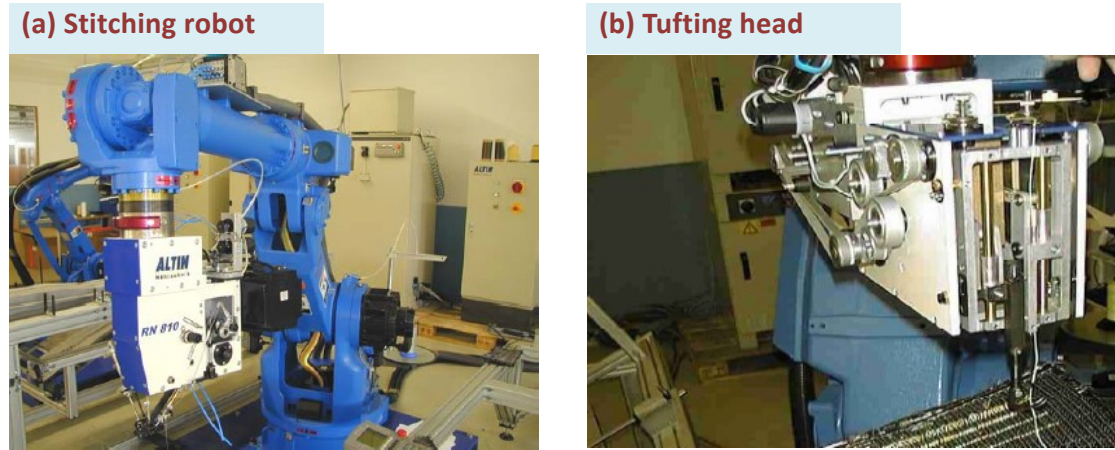 (a) Stitching robot
(b) Tufting head
ALTIN
RN 810
ALTIN